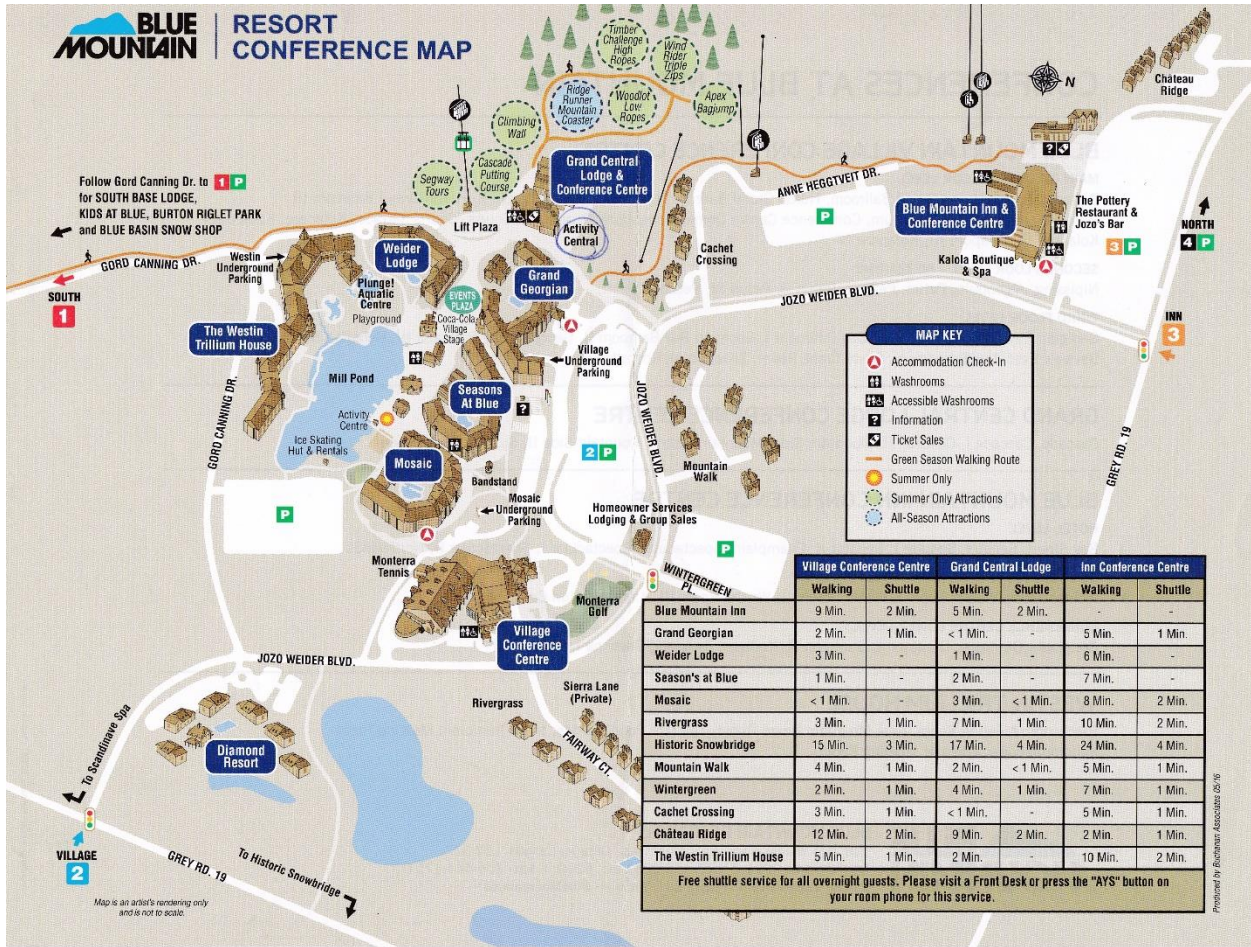 BLUE
MOUNTAIN
RESORT
CONFERENCE MAP
Timber
Challenge
High
Ropes
Wind
Rider
Triple
Zips
Ridge
Runner
Mountain
Coaster
Woodlot
Low
Ropes
Apex
Bagjump
Climbing
Wall
Cascade
Putting
Course
Segway
Tours
N
Château
Ridge
Grand Central
Lodge &
Conference Centre
Activity
Central
Lift Plaza
Follow Gord Canning Dr. to 1 P
for SOUTH BASE LODGE,
KIDS AT BLUE, BURTON RIGLET PARK
and BLUE BASIN SNOW SHOP
GORD CANNING DR.
SOUTH
1
Westin
Underground
Parking
Weider
Lodge
Plunge!
Aquatic
Centre
Playground
EVENTS
PLAZA
Coca-Cola
Village
Stage
Grand
Georgian
Cachet
Crossing
ANNE HEGGTVEIT DR.
P
Blue Mountain Inn &
Conference Centre
The Pottery
Restaurant &
Jozo's Bar
3 P
NORTH
4 P
Kalola Boutique
& Spa
JOZO WEIDER BLVD.
INN
3
The Westin
Trillium House
Mill Pond
Village
Underground
Parking
Seasons
At Blue
?
Activity
Centre
Ice Skating
Hut & Rentals
Mosaic
Bandstand
GORD CANNING DR.
P
Mosaic
Underground
Parking
2 P
JOZO WEIDER BLVD.
Mountain
Walk
Homeowner Services
Lodging & Group Sales
P
WINTERGREEN
PL.
GREY RD. 19
MAP KEY
A Accommodation Check-In
Washrooms
Accessible Washrooms
? Information
Ticket Sales
Green Season Walking Route
Summer Only
Summer Only Attractions
All-Season Attractions
Monterra
Tennis
Monterra
Golf
Village
Conference
Centre
JOZO WEIDER BLVD.
Rivergrass
Sierra Lane
(Private)
FAIRWAY CT.
Diamond
Resort
To Scandinave Spa
VILLAGE
2
GREY RD. 19
To Historic Snowbridge
Map is an artist's rendering only
and is not to scale.
Village Conference Centre Grand Central Lodge Inn Conference Centre
Walking Shuttle Walking Shuttle Walking Shuttle
Blue Mountain Inn 9 Min. 2 Min. 5 Min. 2 Min. - -
Grand Georgian 2 Min. 1 Min. < 1 Min. - 5 Min. 1 Min.
Weider Lodge 3 Min. - 1 Min. - 6 Min. -
Season's at Blue 1 Min. - 2 Min. - 7 Min. -
Mosaic < 1 Min. - 3 Min. < 1 Min. 8 Min. 2 Min.
Rivergrass 3 Min. 1 Min. 7 Min. 1 Min. 10 Min. 2 Min.
Historic Snowbridge 15 Min. 3 Min. 17 Min. 4 Min. 24 Min. 4 Min.
Mountain Walk 4 Min. 1 Min. 2 Min. < 1 Min. 5 Min. 1 Min.
Wintergreen 2 Min. 1 Min. 4 Min. 1 Min. 7 Min. 1 Min.
Cachet Crossing 3 Min. 1 Min. < 1 Min. - 5 Min. 1 Min.
Château Ridge 12 Min. 2 Min. 9 Min. 2 Min. 2 Min. 1 Min.
The Westin Trillium House 5 Min. 1 Min. 2 Min. - 10 Min. 2 Min.
Free shuttle service for all overnight guests. Please visit a Front Desk or press the "AYS" button on
your room phone for this service.
Produced by Buchanan Associates 05/16